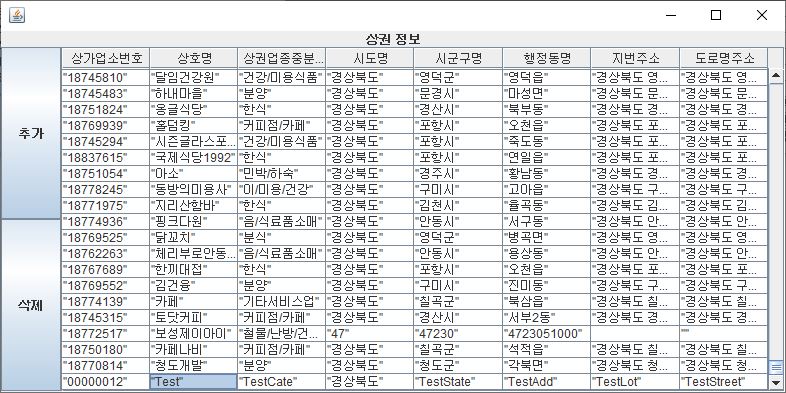 상권 정보
추가
삭제
상가업소번호 상호명 상권업종중분... 시도명 시군구명 행정동명 지번주소 도로명주소
"18745810" "달임건강원" "건강/미용식품" "경상북도" "영덕군" "영덕읍" "경상북도 영... "경상북도 영...
"18745483" "하내마을" "분양" "경상북도" "문경시" "마성면" "경상북도 문... "경상북도 문...
"18751824" "옹글식당" "한식" "경상북도" "경산시" "북부동" "경상북도 경... "경상북도 경...
"18769939" "홀덤킹" "커피점/카페" "경상북도" "포항시" "오천읍" "경상북도 포... "경상북도 포...
"18745294" "시즌글라스포... "건강/미용식품" "경상북도" "포항시" "죽도동" "경상북도 포... "경상북도 포...
"18837615" "국제식당1992" "한식" "경상북도" "포항시" "연일읍" "경상북도 포... "경상북도 포...
"18751054" "아소" "민박/하숙" "경상북도" "경주시" "황남동" "경상북도 경... "경상북도 경...
"18778245" "동방익미용사" "이/미용/건강" "경상북도" "구미시" "고아읍" "경상북도 구... "경상북도 구...
"18771975" "지리산함바" "한식" "경상북도" "김천시" "율곡동" "경상북도 김... "경상북도 김...
"18774936" "핑크다원" "음/식료품소매" "경상북도" "안동시" "서구동" "경상북도 안... "경상북도 안...
"18769525" "닭꼬치" "분식" "경상북도" "영덕군" "병곡면" "경상북도 영... "경상북도 영...
"18762263" "체리부로안동... "음/식료품소매" "경상북도" "안동시" "용상동" "경상북도 안... "경상북도 안...
"18767689" "한끼대접" "한식" "경상북도" "포항시" "오천읍" "경상북도 포... "경상북도 포...
"18769552" "김건융" "분양" "경상북도" "구미시" "진미동" "경상북도 구... "경상북도 구...
"18774139" "카페" "기타서비스업" "경상북도" "칠곡군" "북삼읍" "경상북도 칠... "경상북도 칠...
"18745315" "토닷커피" "커피점/카페" "경상북도" "경산시" "서부2동" "경상북도 경... "경상북도 경...
"18772517" "보성제이아이" "철물/난방/건... "47" "47230" "4723051000" ""
"18750180" "카페나비" "커피점/카페" "경상북도" "칠곡군" "석적읍" "경상북도 칠... "경상북도 칠...
"18770814" "청도개발" "분양" "경상북도" "청도군" "각북면" "경상북도 청... "경상북도 청...
"00000012" "Test" "TestCate" "경상북도" "TestState" "TestAdd" "TestLot" "TestStreet"